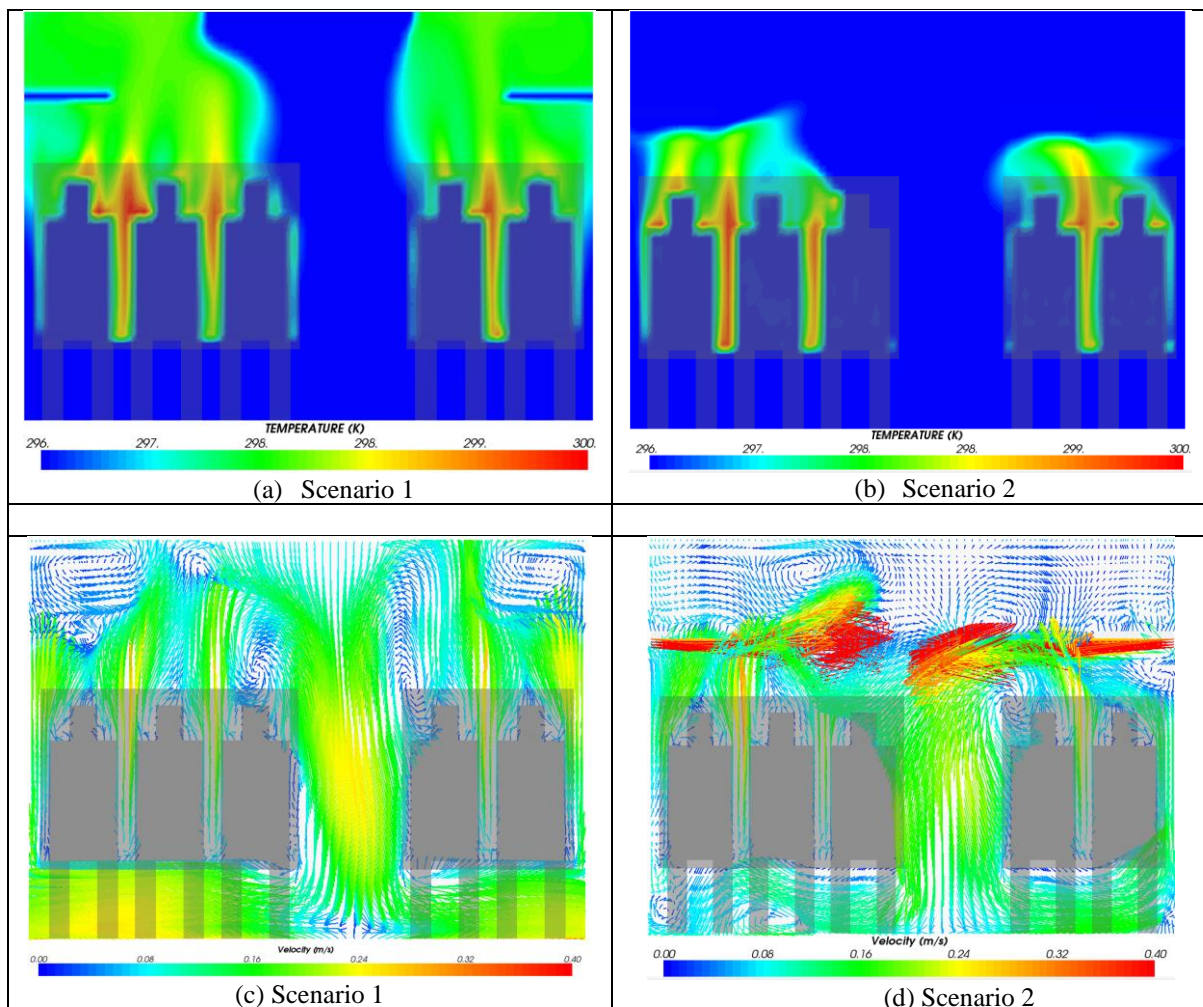 TEMPERATURE (K)
296. 297. 298. 298. 299. 300.
(a) Scenario 1
TEMPERATURE (K)
296. 297. 298. 298. 299. 300.
(b) Scenario 2
Velocity (m/s)
0.00 0.08 0.16 0.24 0.32 0.40
(c) Scenario 1
Velocity (m/s)
0.00 0.08 0.16 0.24 0.32 0.40
(d) Scenario 2